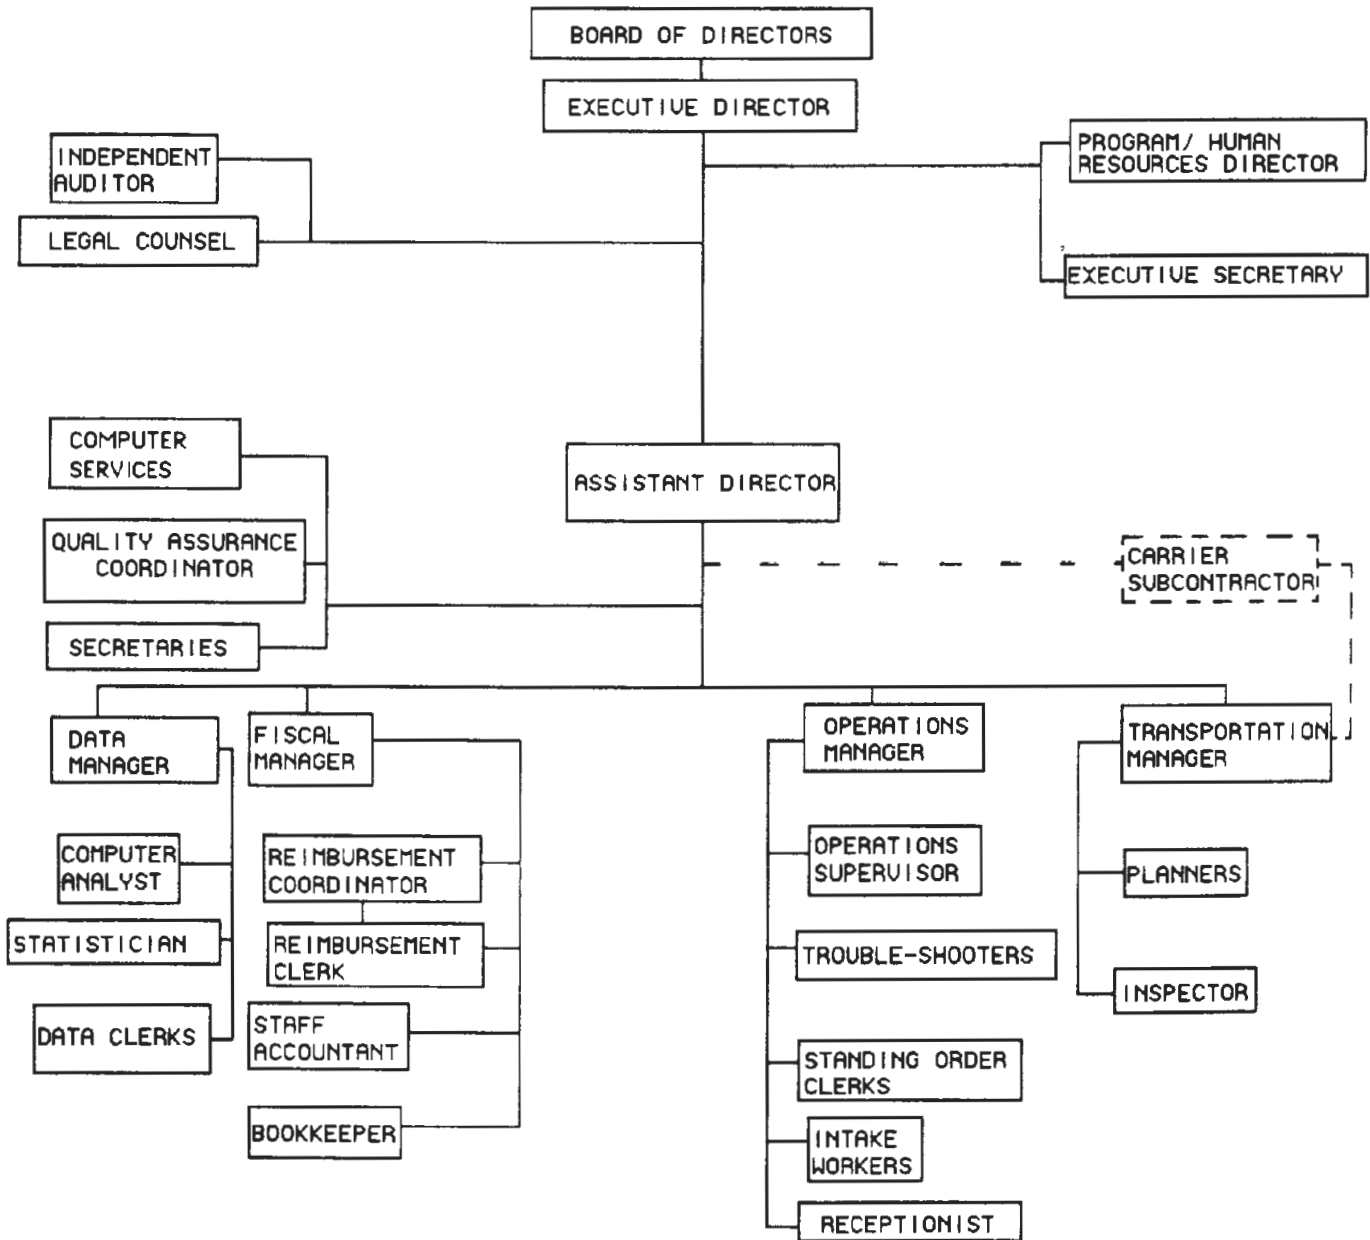 BOARD OF DIRECTORS
EXECUTIVE DIRECTOR
INDEPENDENT
AUDITOR
LEGAL COUNSEL
PROGRAM/ HUMAN
RESOURCES DIRECTOR
EXECUTIVE SECRETARY
COMPUTER
SERVICES
QUALITY ASSURANCE
COORDINATOR
SECRETARIES
ASSISTANT DIRECTOR
CARRIER
SUBCONTRACTOR
DATA
MANAGER
COMPUTER
ANALYST
STATISTICIAN
DATA CLERKS
FISCAL
MANAGER
REIMBURSEMENT
COORDINATOR
REIMBURSEMENT
CLERK
STAFF
ACCOUNTANT
BOOKKEEPER
OPERATIONS
MANAGER
OPERATIONS
SUPERVISOR
TROUBLE-SHOOTERS
STANDING ORDER
CLERKS
INTAKE
WORKERS
RECEPTIONIST
TRANSPORTATION
MANAGER
PLANNERS
INSPECTOR